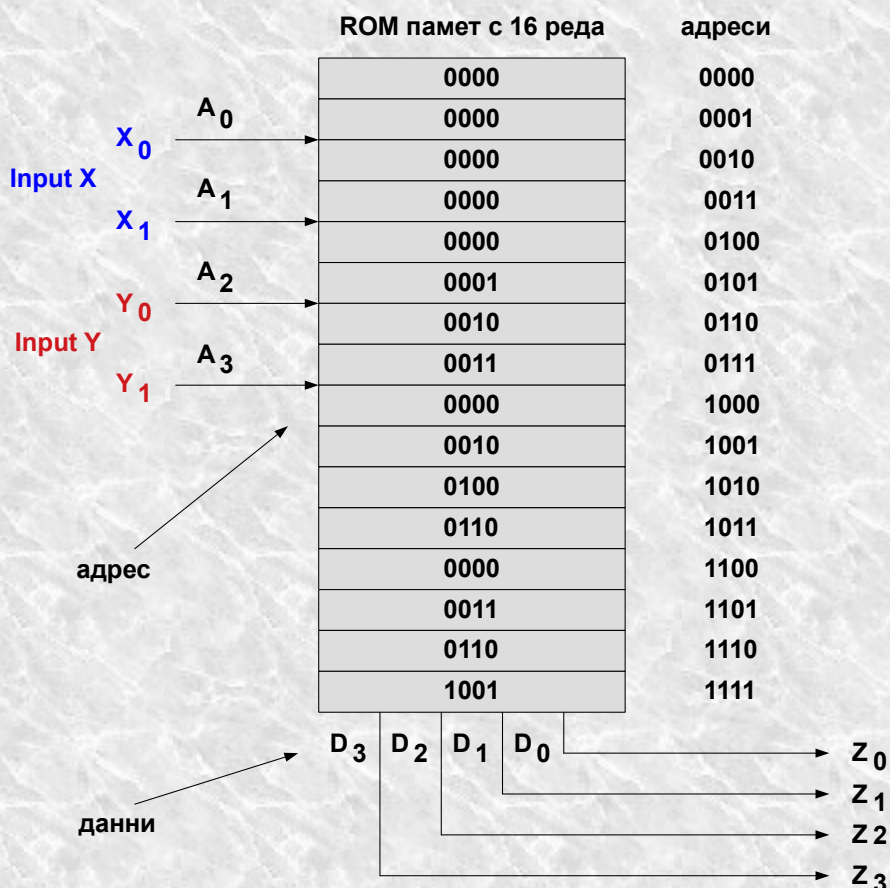 ROM памет с 16 реда адреси
0000 0000
A0 0000 0001
X0 0000 0010
Input X
A1 0000 0011
X1 0000 0100
A2 0001 0101
Y0 0010 0110
Input Y
A3 0011 0111
Y1 0000 1000
0010 1001
0100 1010
0110 1011
адрес 0000 1100
0011 1101
0110 1110
1001 1111
D3 D2 D1 D0 Z0
Z1
данни
Z2
Z3